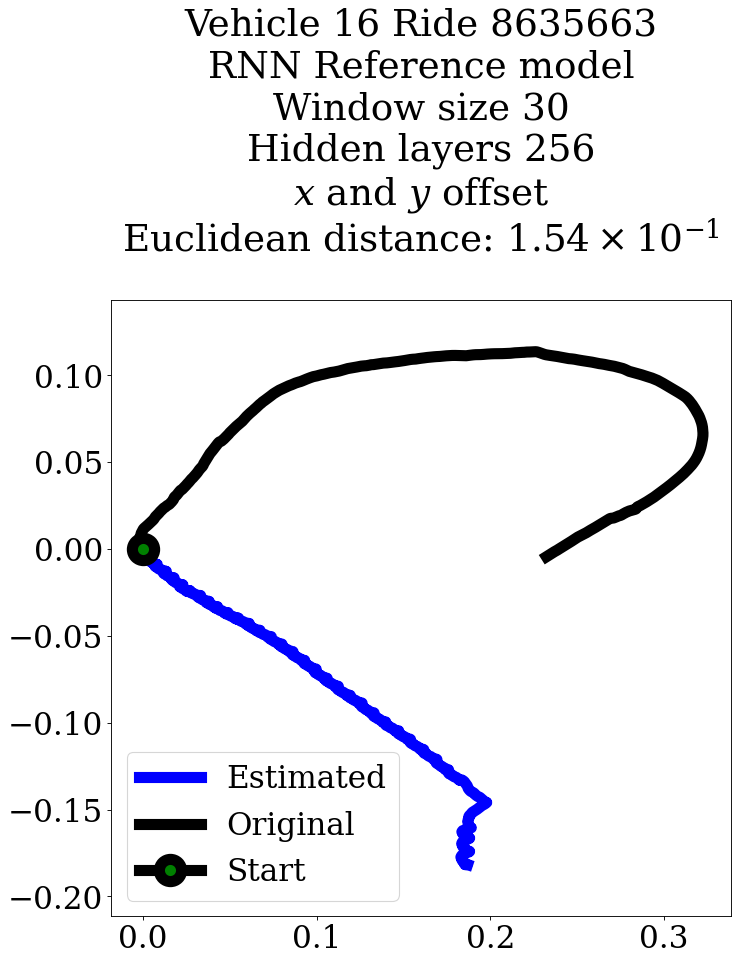 Vehicle 16 Ride 8635663
RNN Reference model
Window size 30
Hidden layers 256
x and y offset
Euclidean distance: 1.54 × 10⁻¹
0.10
0.05
0.00
−0.05
−0.10
−0.15
−0.20
Estimated
Original
Start
0.0 0.1 0.2 0.3